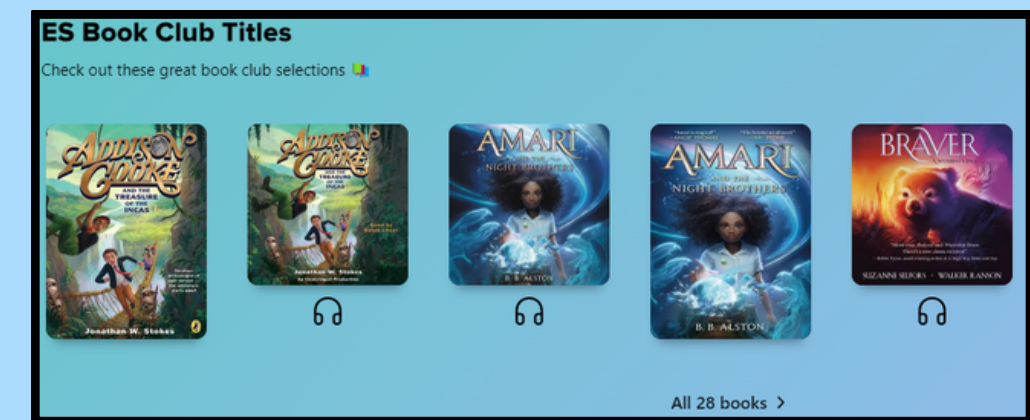 ES Book Club Titles
Check out these great book club selections
ADDISON
COOKE
AND THE
TREASURE
OF THE
INCAS
Jonathan W. Stokes
ADDISON
COOKE
AND THE
TREASURE
OF THE
INCAS
Jonathan W. Stokes
AMARI
AND THE
NIGHT BROTHERS
B. B. ALSTON
AMARI
AND THE
NIGHT BROTHERS
B. B. ALSTON
BRAVER
SUZANNE SELFORS · WALKER RANSON
All 28 books >